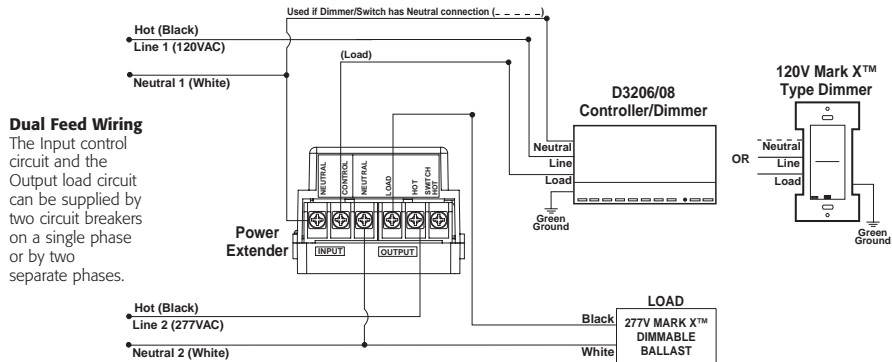 Used if Dimmer/Switch has Neutral connection (_ _ _ _ _)
Hot (Black)
Line 1 (120VAC)
(Load)
Neutral 1 (White)
D3206/08
Controller/Dimmer
120V Mark X™
Type Dimmer
Dual Feed Wiring
The Input control
circuit and the
Output load circuit
can be supplied by
two circuit breakers
on a single phase
or by two
separate phases.
Neutral
Line
Load
Green
Ground
OR
Neutral
Line
Load
Green
Ground
NEUTRAL
CONTROL
NEUTRAL
LOAD
HOT
SWITCH
HOT
Power
Extender
INPUT
OUTPUT
Hot (Black)
Line 2 (277VAC)
Neutral 2 (White)
LOAD
Black
White
277V MARK X™
DIMMABLE
BALLAST